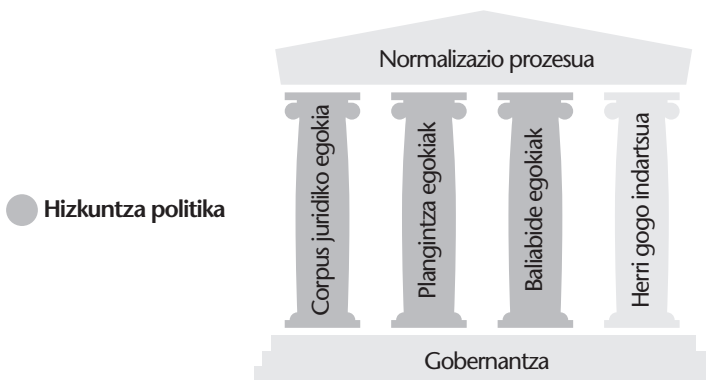 Normalizazio prozesua
Hizkuntza politika
Corpus juridiko egokia
Plangintza egokiak
Baliabide egokiak
Herri gogo indartsua
Gobernantza